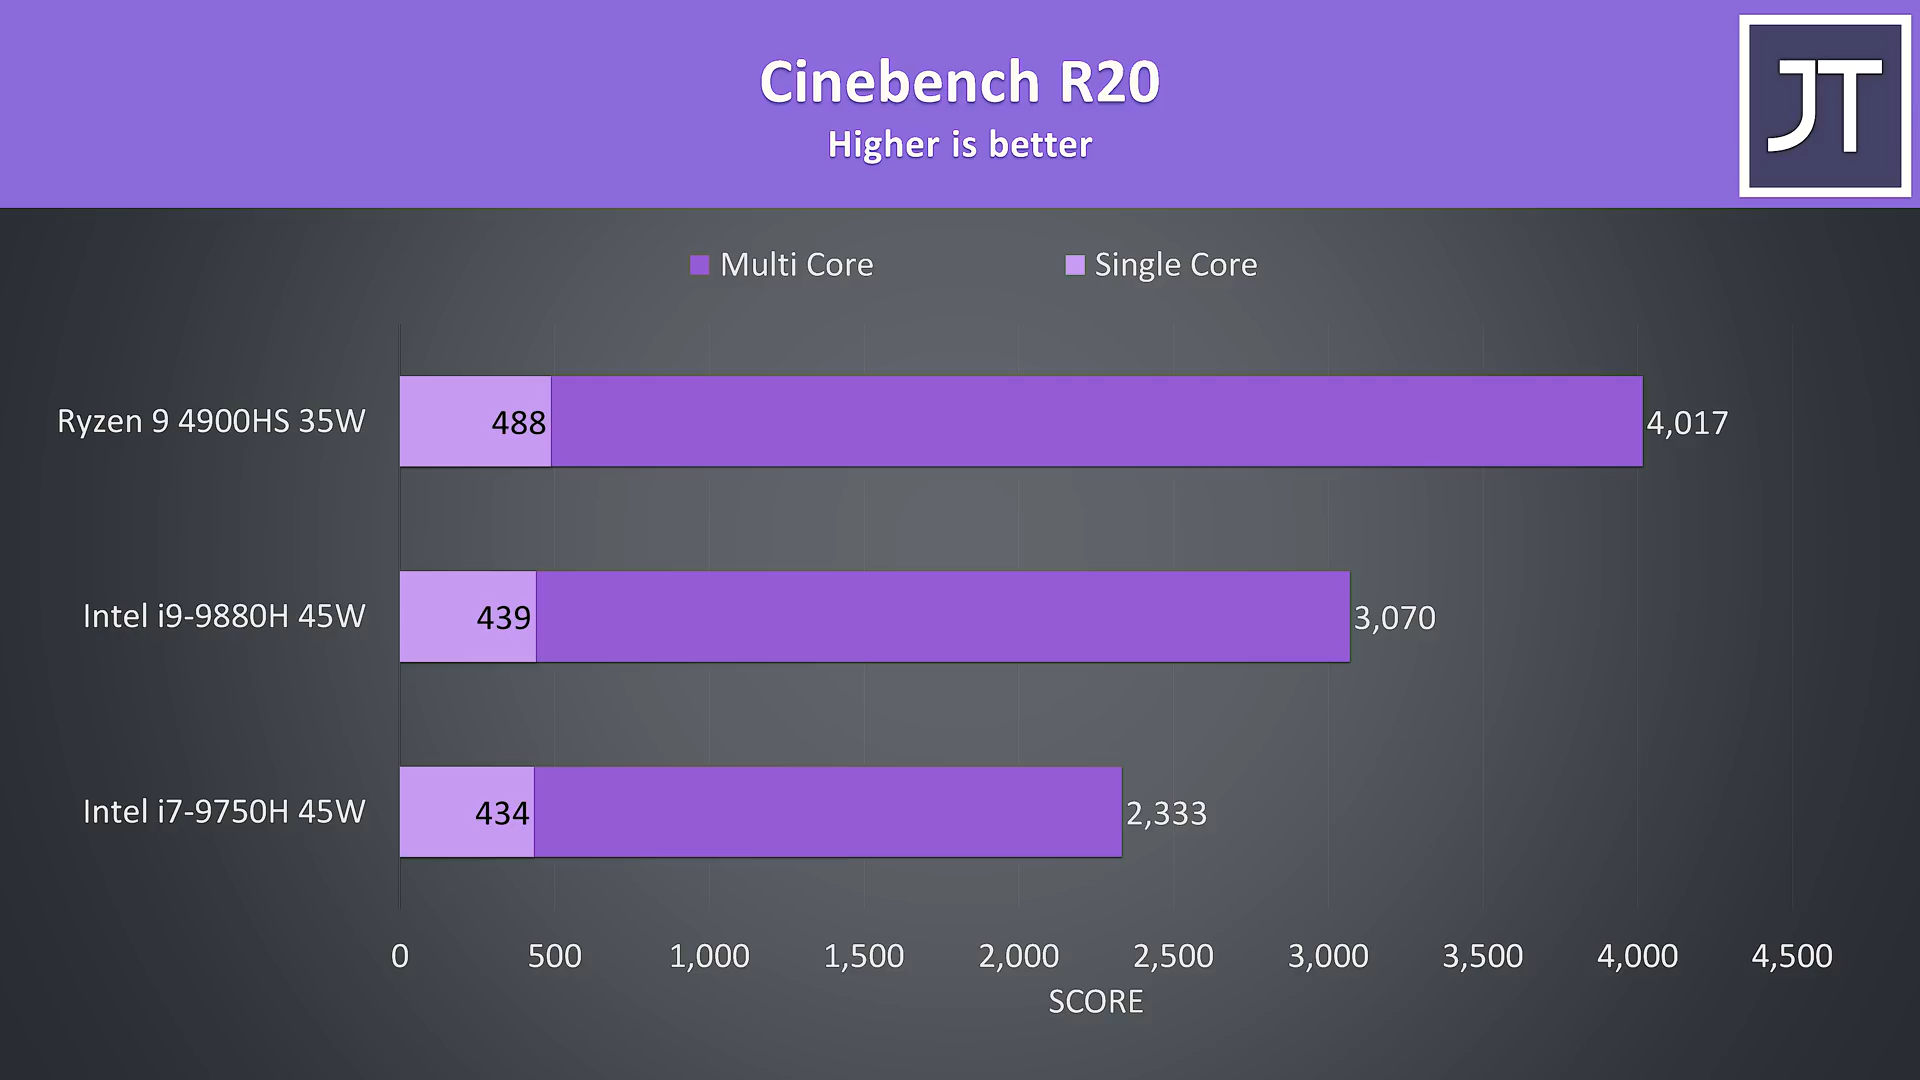 Cinebench R20
Higher is better
JT
Multi Core
Single Core
Ryzen 9 4900HS 35W
488
4,017
Intel i9-9880H 45W
439
3,070
Intel i7-9750H 45W
434
2,333
0 500 1,000 1,500 2,000 2,500 3,000 3,500 4,000 4,500
SCORE